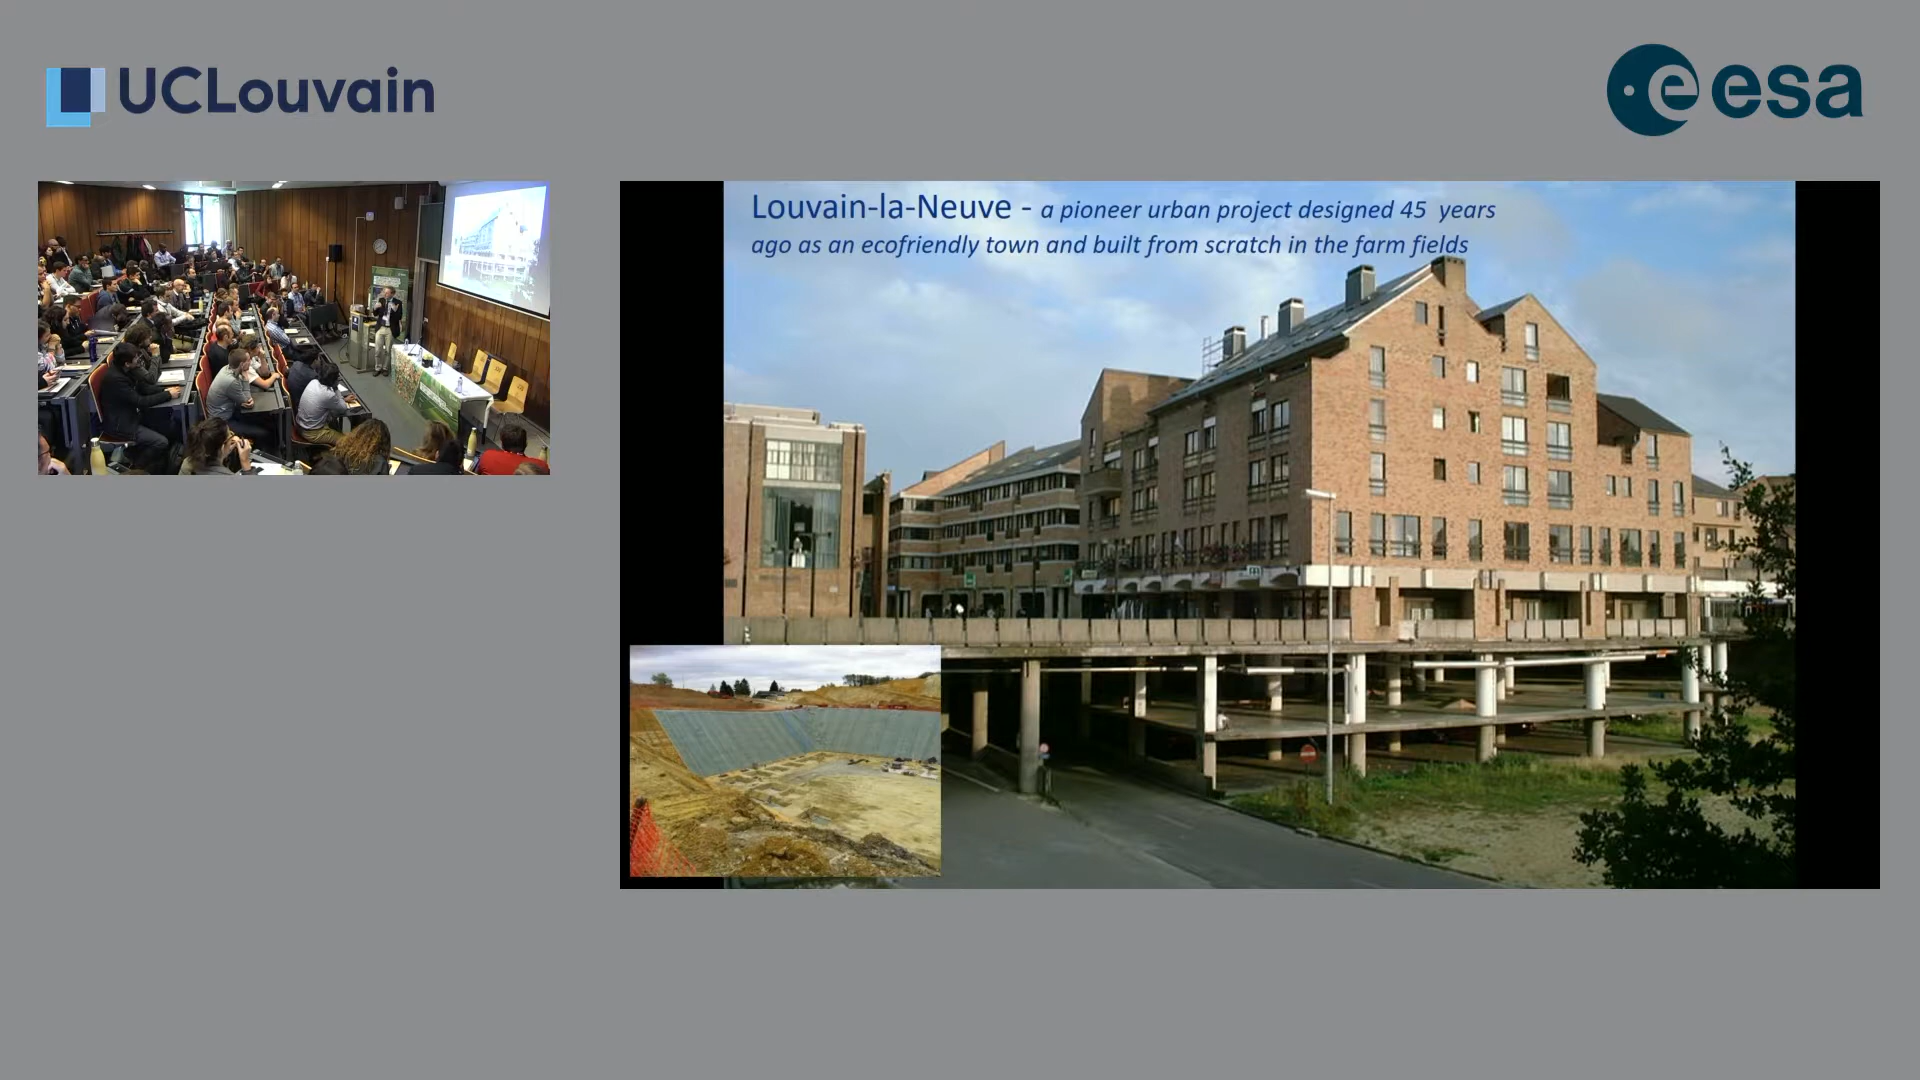 UCLouvain
esa
Louvain-la-Neuve - a pioneer urban project designed 45 years
ago as an ecofriendly town and built from scratch in the farm fields